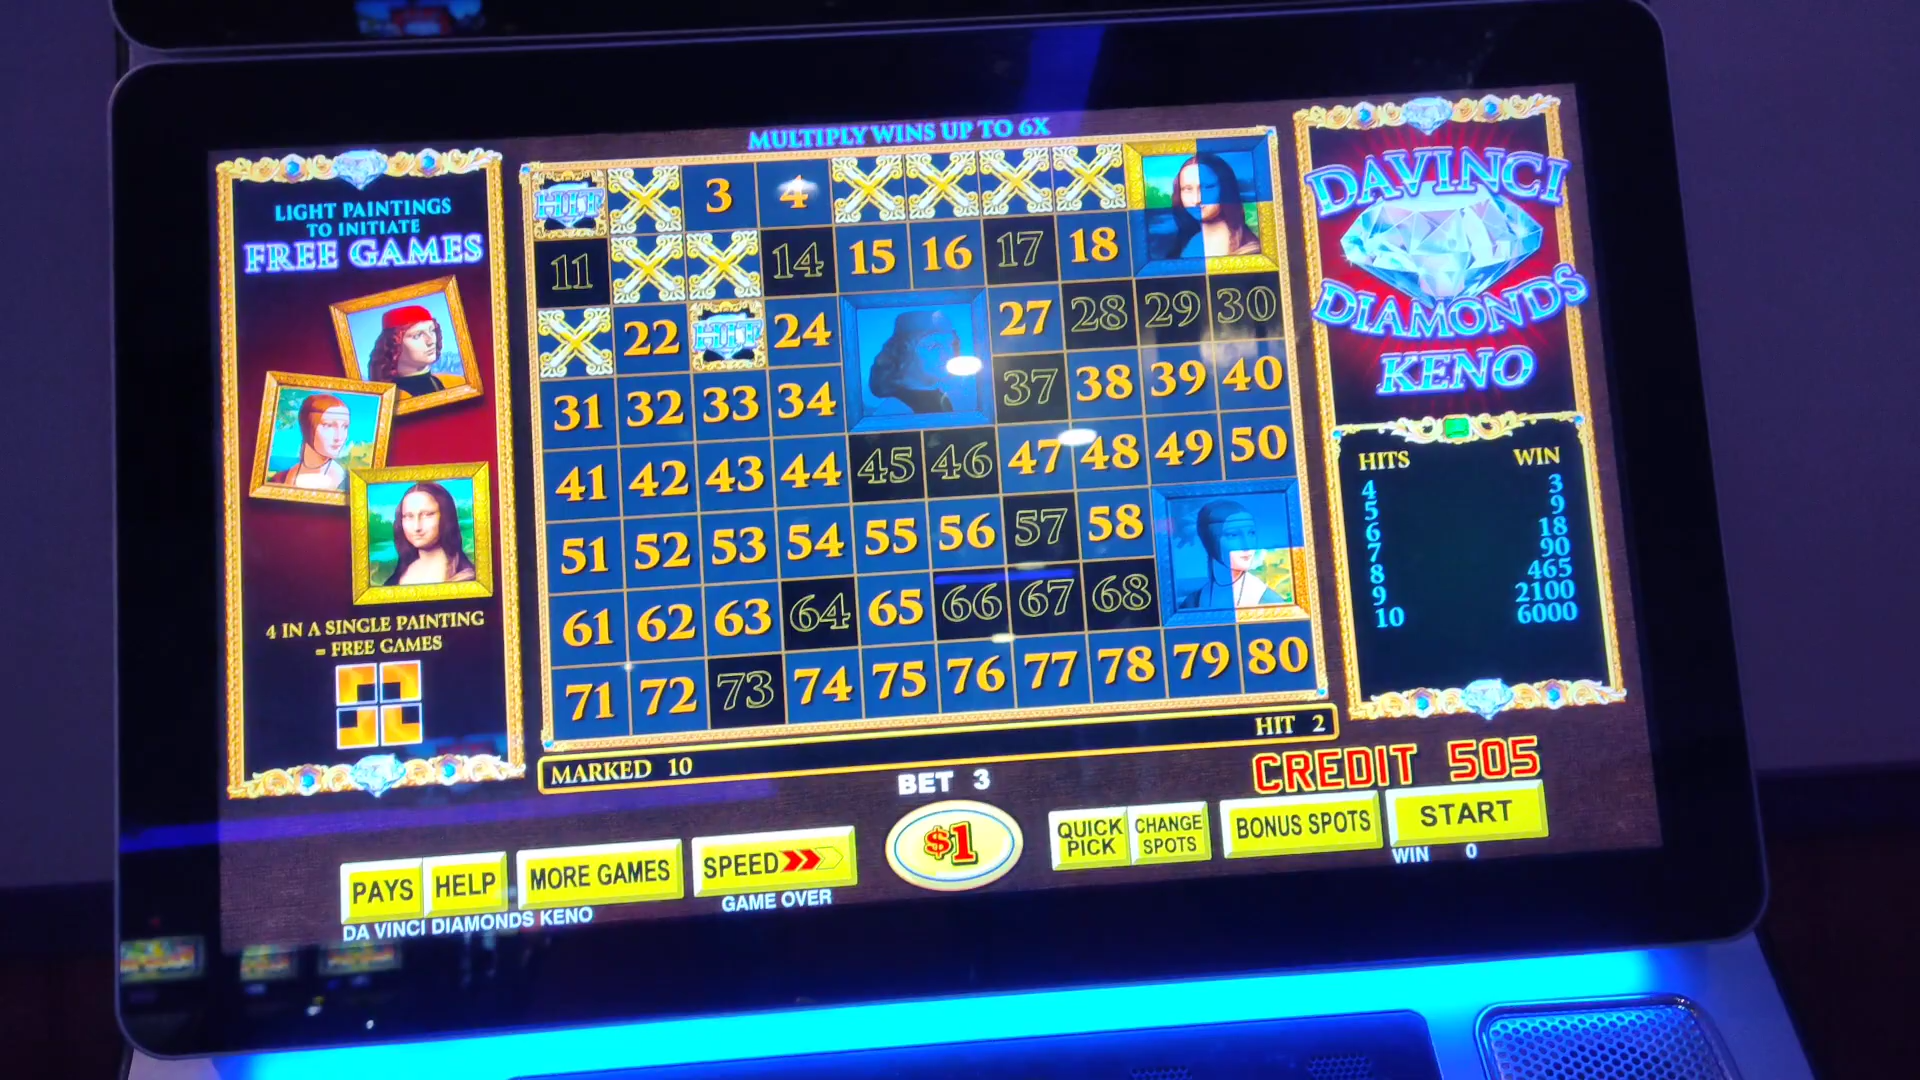 MULTIPLY WINS UP TO 6X
LIGHT PAINTINGS
TO INITIATE
FREE GAMES
4 IN A SINGLE PAINTING
= FREE GAMES
HIT 3 4
11 14 15 16 17 18
22 HIT 24 27 28 29 30
31 32 33 34 37 38 39 40
41 42 43 44 45 46 47 48 49 50
51 52 53 54 55 56 57 58
61 62 63 64 65 66 67 68
71 72 73 74 75 76 77 78 79 80
DAVINCI
DIAMONDS
KENO
HITS WIN
4 3
5 9
6 18
7 90
8 465
9 2100
10 6000
HIT 2
MARKED 10
BET 3
CREDIT 505
PAYS
HELP
MORE GAMES
SPEED
$1
QUICK
PICK
CHANGE
SPOTS
BONUS SPOTS
START
WIN 0
GAME OVER
DA VINCI DIAMONDS KENO